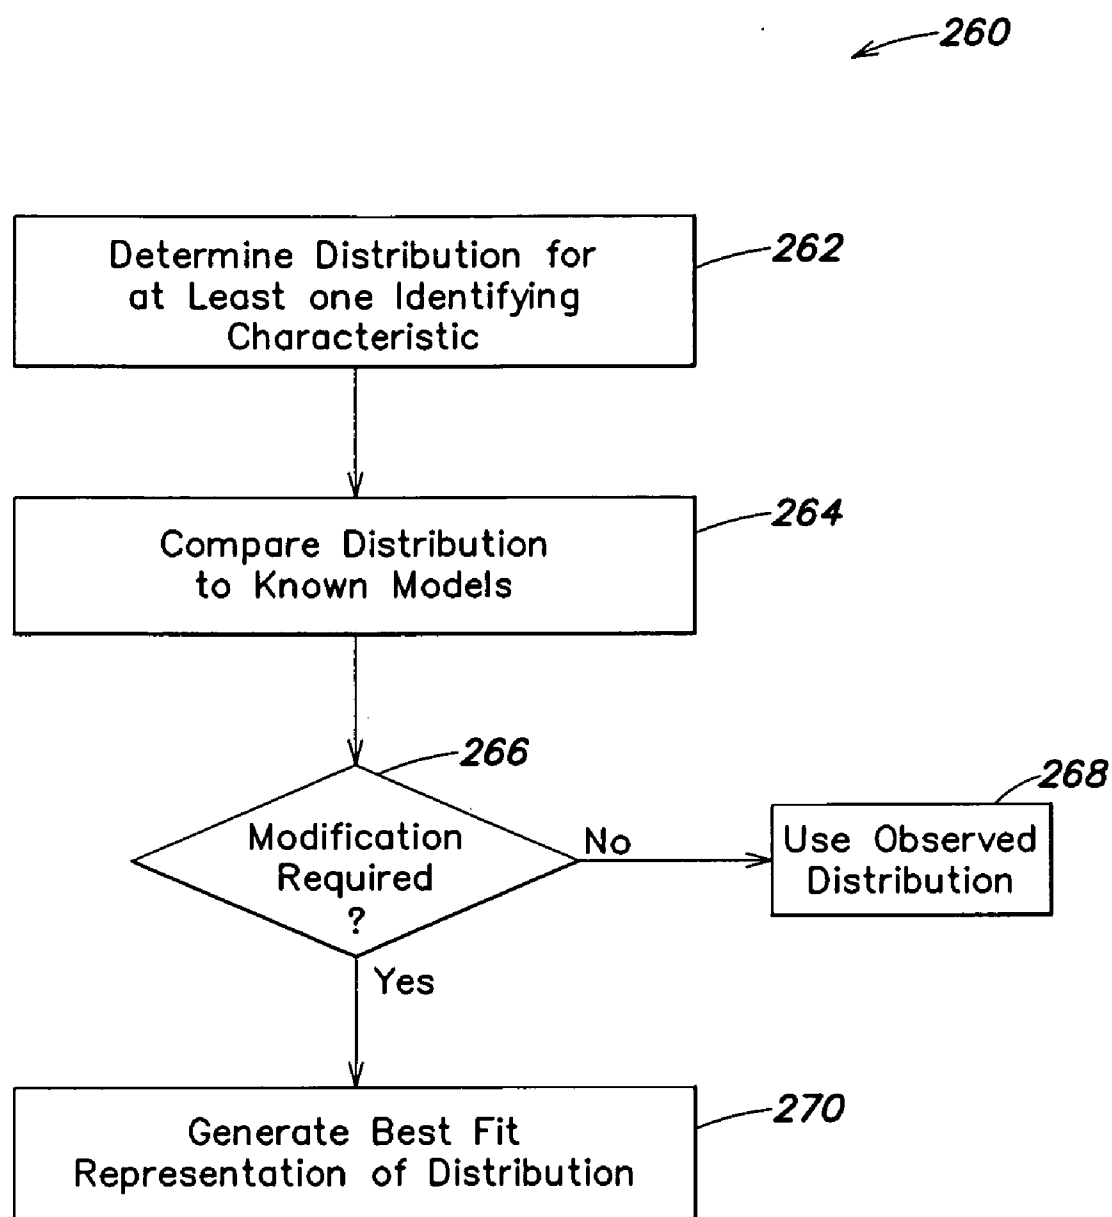 260
Determine Distribution for
at Least one Identifying
Characteristic
262
Compare Distribution
to Known Models
264
266
Modification
Required
?
No
268
Use Observed
Distribution
Yes
Generate Best Fit
Representation of Distribution
270